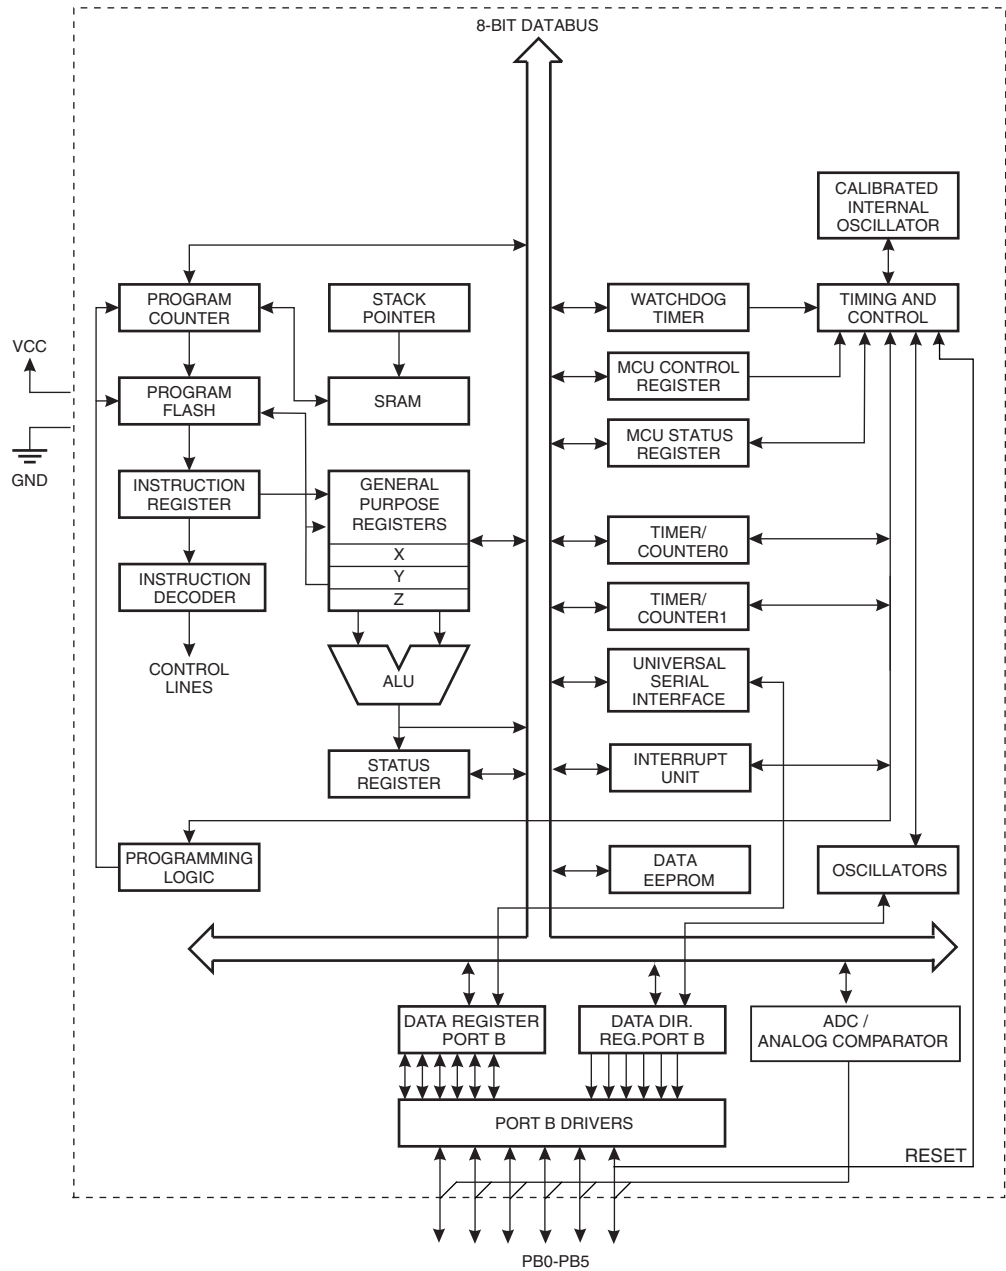 8-BIT DATABUS
CALIBRATED
INTERNAL
OSCILLATOR
PROGRAM
COUNTER
STACK
POINTER
WATCHDOG
TIMER
TIMING AND
CONTROL
VCC
PROGRAM
FLASH
SRAM
MCU CONTROL
REGISTER
MCU STATUS
REGISTER
GND
INSTRUCTION
REGISTER
GENERAL
PURPOSE
REGISTERS
X
Y
Z
TIMER/
COUNTER0
INSTRUCTION
DECODER
TIMER/
COUNTER1
CONTROL
LINES
ALU
UNIVERSAL
SERIAL
INTERFACE
STATUS
REGISTER
INTERRUPT
UNIT
PROGRAMMING
LOGIC
DATA
EEPROM
OSCILLATORS
DATA REGISTER
PORT B
DATA DIR.
REG.PORT B
ADC /
ANALOG COMPARATOR
PORT B DRIVERS
RESET
PB0-PB5